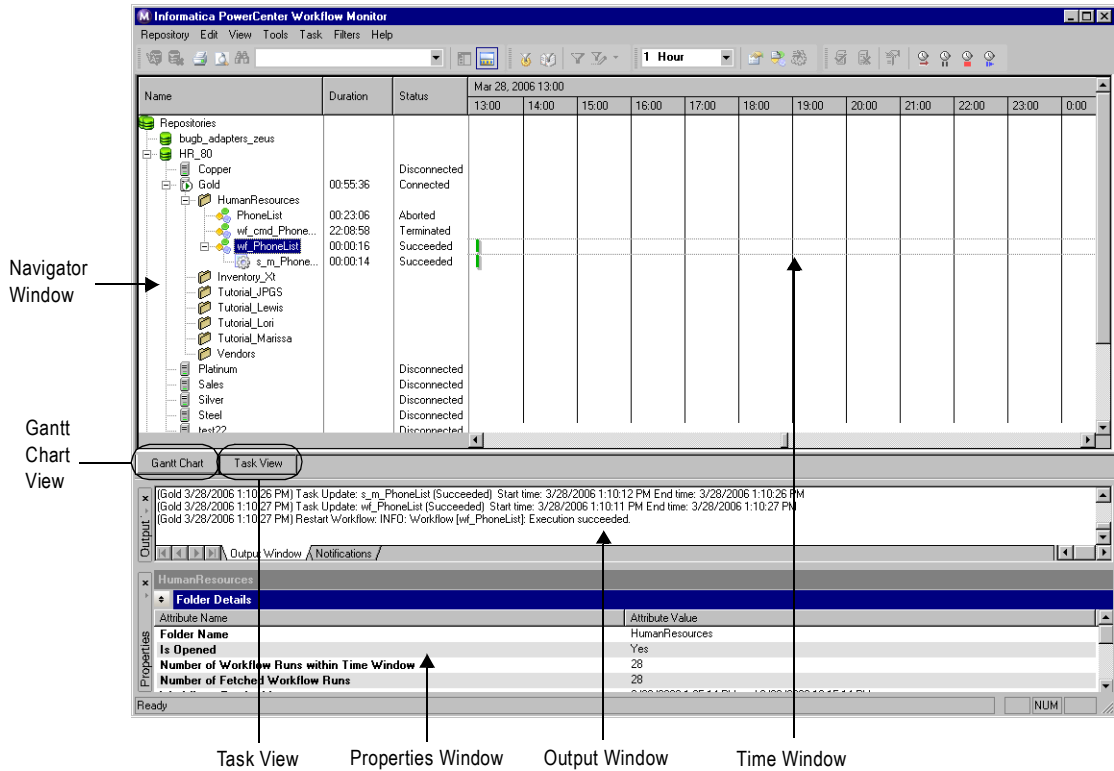 Informatica PowerCenter Workflow Monitor
Repository Edit View Tools Task Filters Help
1 Hour
Name Duration Status Mar 28, 2006 13:00
13:00 14:00 15:00 16:00 17:00 18:00 19:00 20:00 21:00 22:00 23:00 0:00
Repositories
bugb_adapters_zeus
HR_80
Copper Disconnected
Gold 00:55:36 Connected
HumanResources
PhoneList 00:23:06 Aborted
wf_cmd_Phone... 22:08:58 Terminated
wf_PhoneList 00:00:16 Succeeded
s_m_Phone... 00:00:14 Succeeded
Inventory_Xt
Tutorial_JPGS
Tutorial_Lewis
Tutorial_Lori
Tutorial_Marissa
Vendors
Platinum Disconnected
Sales Disconnected
Silver Disconnected
Steel Disconnected
test22 Disconnected
Navigator
Window
Gantt
Chart
View
Gantt Chart Task View
(Gold 3/28/2006 1:10:26 PM) Task Update: s_m_PhoneList (Succeeded) Start time: 3/28/2006 1:10:12 PM End time: 3/28/2006 1:10:26 PM
(Gold 3/28/2006 1:10:27 PM) Task Update: wf_PhoneList (Succeeded) Start time: 3/28/2006 1:10:11 PM End time: 3/28/2006 1:10:27 PM
(Gold 3/28/2006 1:10:27 PM) Restart Workflow: INFO: Workflow [wf_PhoneList]: Execution succeeded.
Output
Output Window Notifications
HumanResources
Folder Details
Attribute Name Attribute Value
Folder Name HumanResources
Is Opened Yes
Number of Workflow Runs within Time Window 28
Number of Fetched Workflow Runs 28
Properties
Ready NUM
Task View Properties Window Output Window Time Window